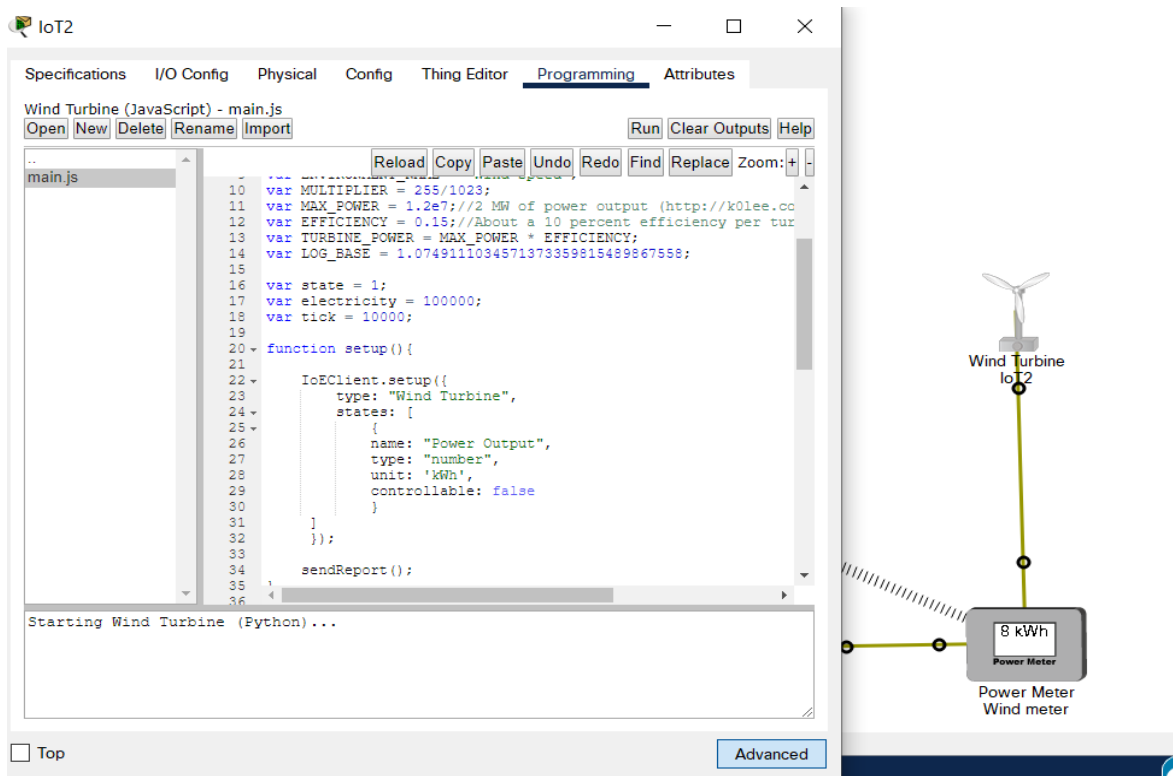 IoT2
Specifications I/O Config Physical Config Thing Editor Programming Attributes
Wind Turbine (JavaScript) - main.js
Open New Delete Rename Import Run Clear Outputs Help
Reload Copy Paste Undo Redo Find Replace Zoom: + -
..
main.js
10 var MULTIPLIER = 255/1023;
11 var MAX_POWER = 1.2e7;//2 MW of power output (http://k0lee.co
12 var EFFICIENCY = 0.15;//About a 10 percent efficiency per tur
13 var TURBINE_POWER = MAX_POWER * EFFICIENCY;
14 var LOG_BASE = 1.0749111034571373359815489867558;
15
16 var state = 1;
17 var electricity = 100000;
18 var tick = 10000;
19
20 function setup(){
21
22 IoEClient.setup({
23 type: "Wind Turbine",
24 states: [
25 {
26 name: "Power Output",
27 type: "number",
28 unit: 'kWh',
29 controllable: false
30 }
31 ]
32 });
33
34 sendReport();
35
36
Starting Wind Turbine (Python)...
Top
Advanced
Wind Turbine
IoT2
8 kWh
Power Meter
Power Meter
Wind meter